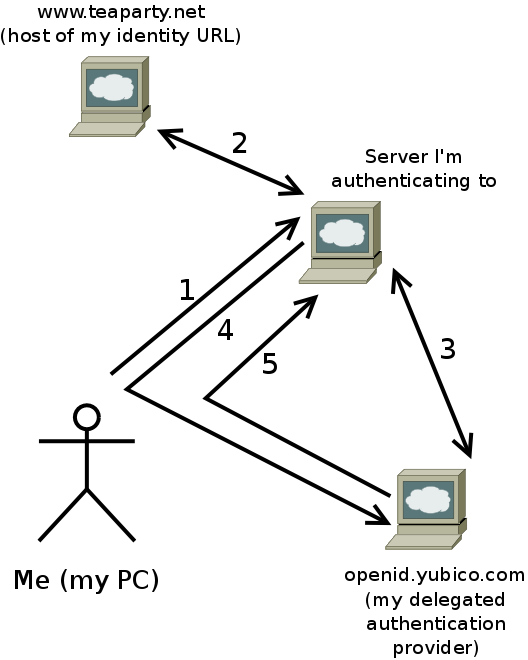 www.teaparty.net
(host of my identity URL)
2
Server I'm
authenticating to
1
4
5
3
Me (my PC)
openid.yubico.com
(my delegated
authentication
provider)